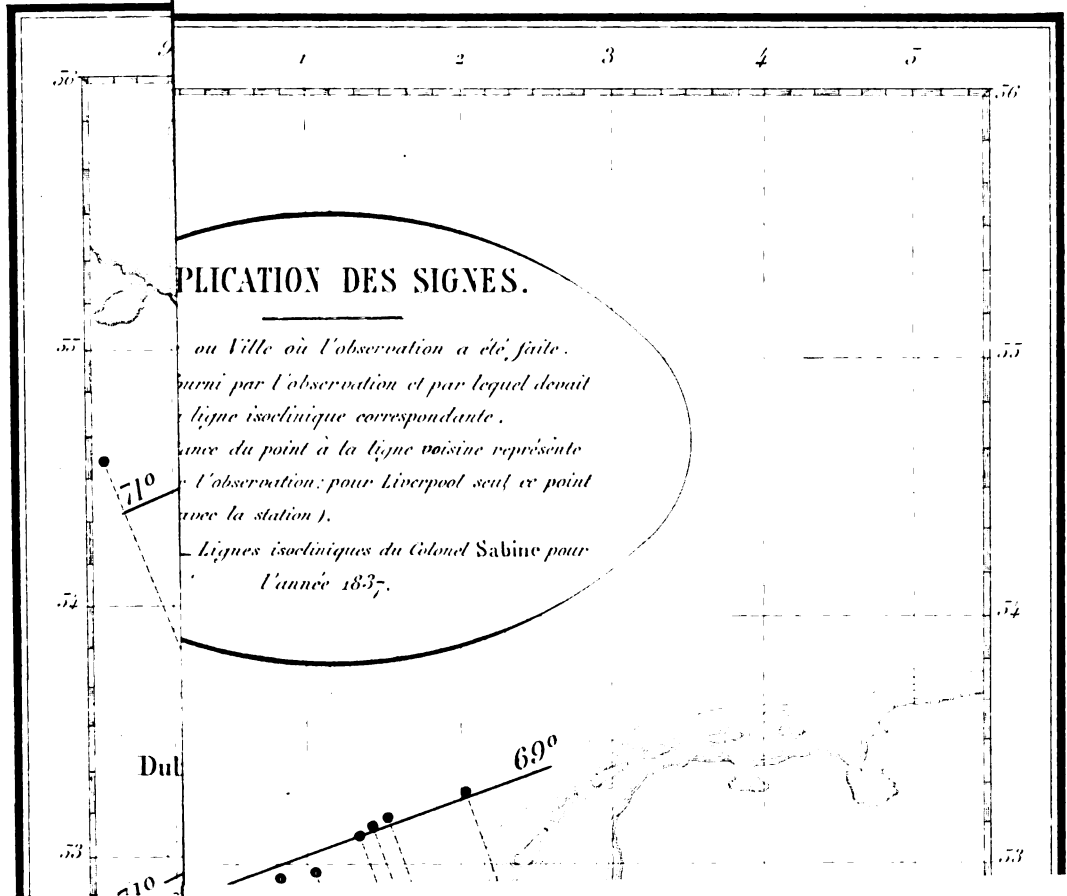 9 1 2 3 4 5
56 56
PLICATION DES SIGNES.
ou Ville où l'observation a été faite.
ourni par l'observation et par lequel devait
ligne isoclinique correspondante.
55 55
ance du point à la ligne voisine représente
l'observation; pour Liverpool seul ce point
71°
avec la station).
Lignes isocliniques du Colonel Sabine pour
l'année 1837.
54 54
69°
Dub
53 53
71°